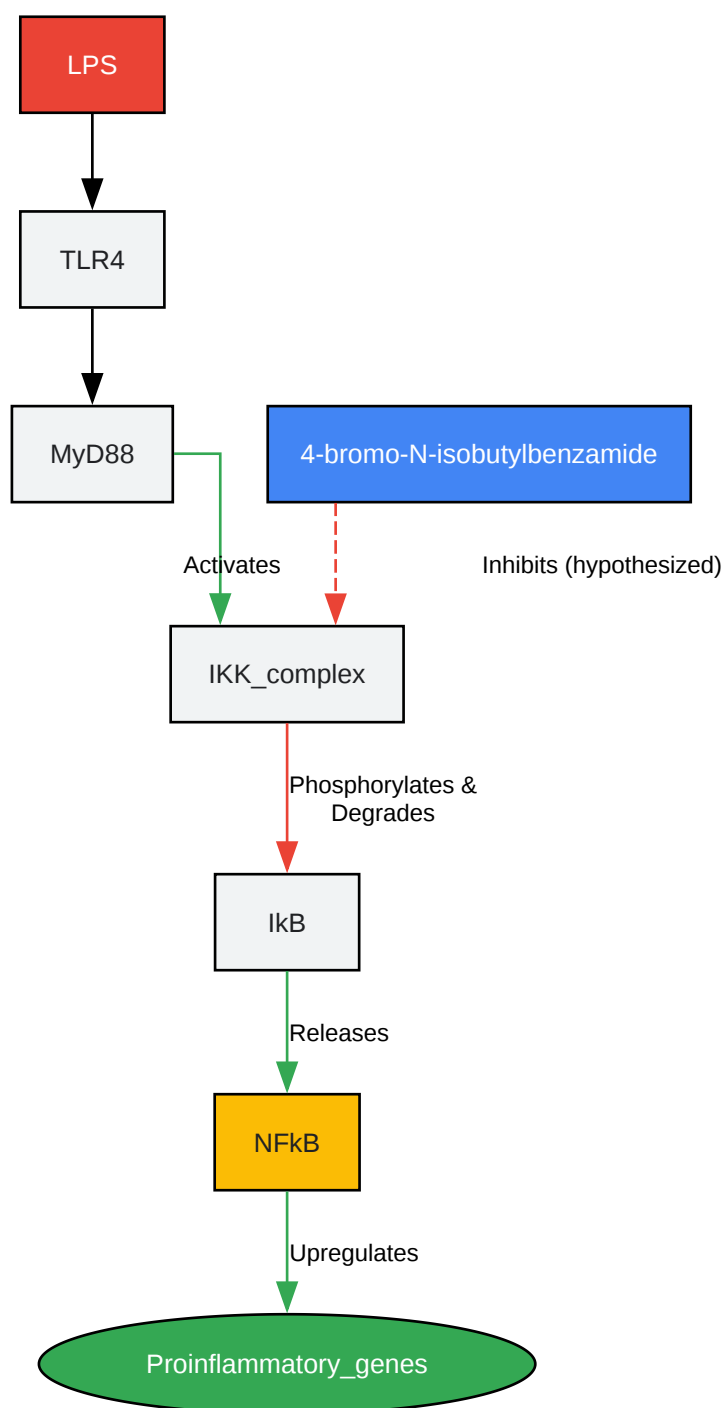 LPS
TLR4
MyD88
4-bromo-N-isobutylbenzamide
Activates
Inhibits (hypothesized)
IKK_complex
Phosphorylates &
Degrades
IkB
Releases
NFkB
Upregulates
Proinflammatory_genes